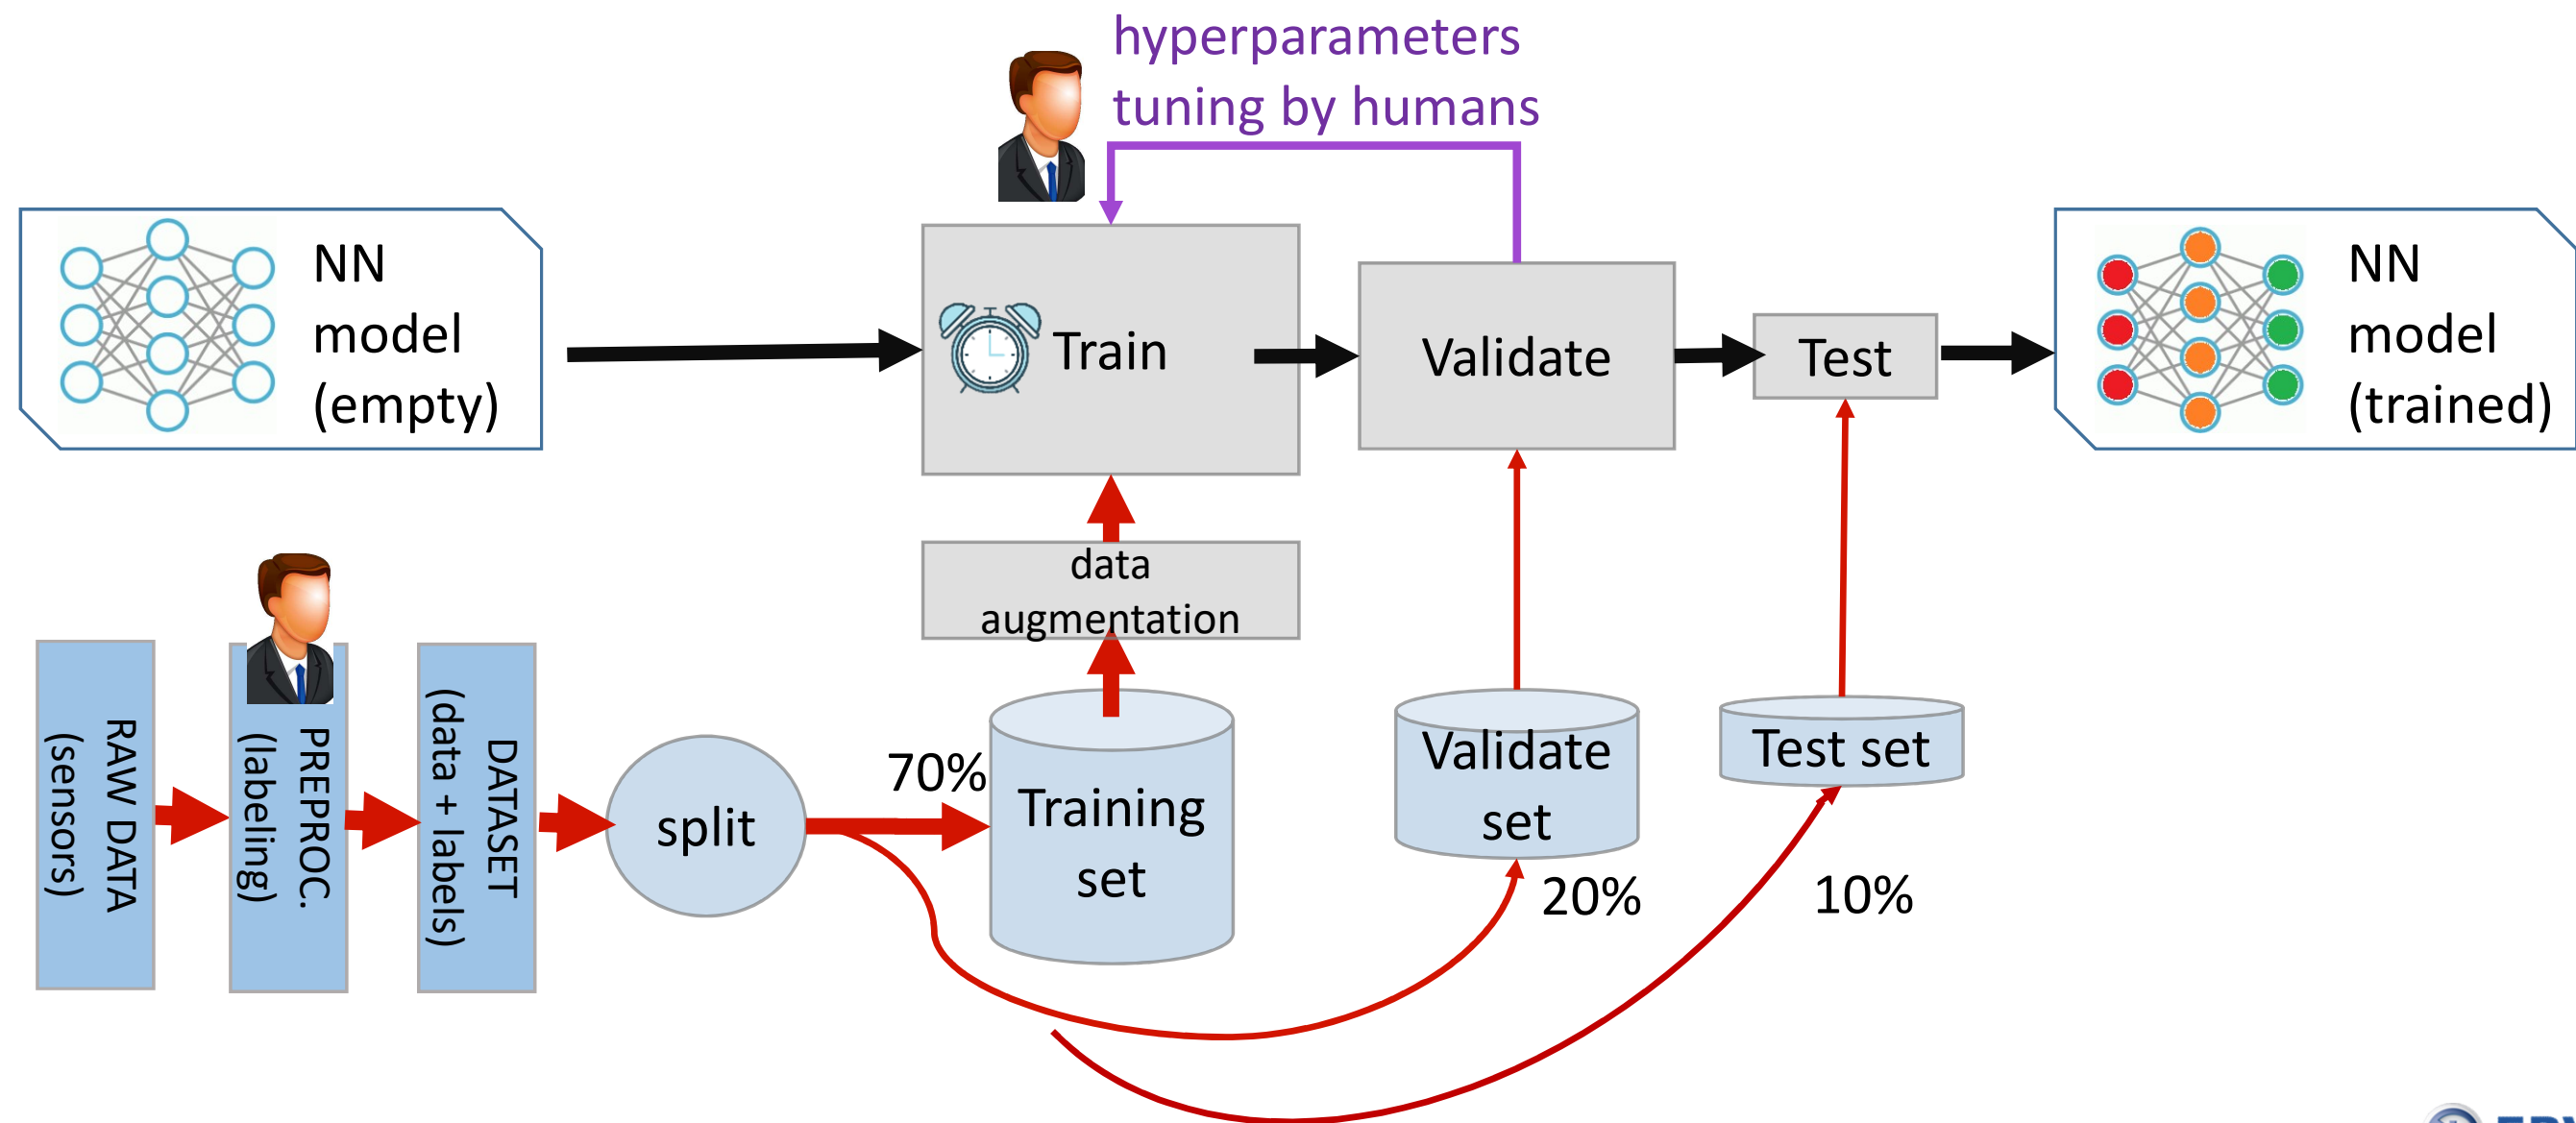 hyperparameters
tuning by humans
NN
model
(empty)
Train
Validate
Test
NN
model
(trained)
data
augmentation
RAW DATA
(sensors)
PREPROC.
(labeling)
DATASET
(data + labels)
split
70%
Training
set
Validate
set
20%
Test set
10%